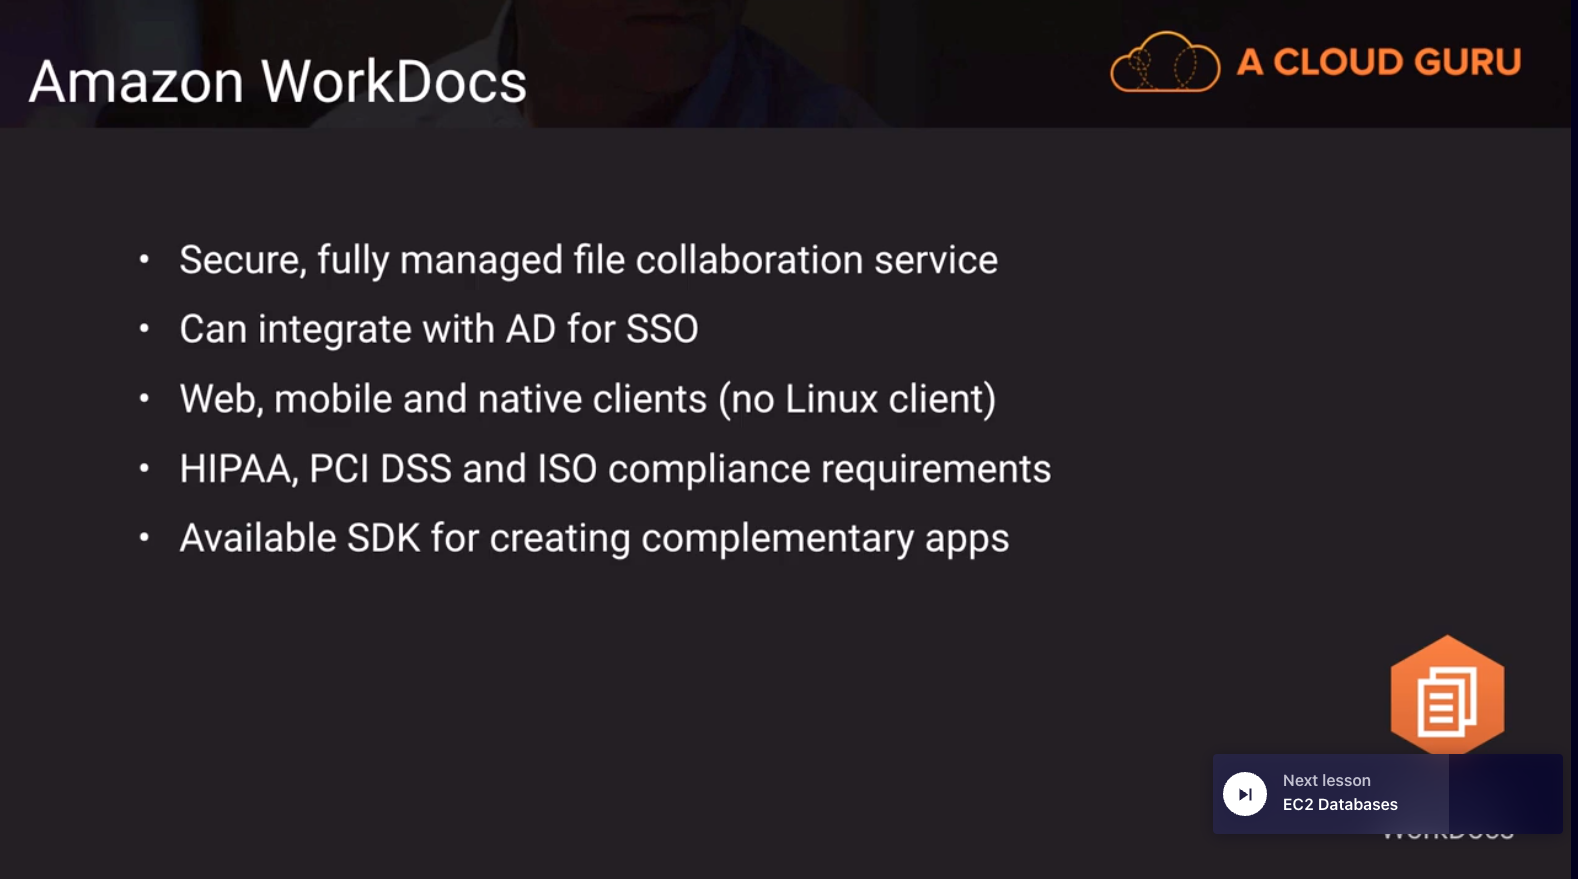 Amazon WorkDocs
A CLOUD GURU
• Secure, fully managed file collaboration service
• Can integrate with AD for SSO
• Web, mobile and native clients (no Linux client)
• HIPAA, PCI DSS and ISO compliance requirements
• Available SDK for creating complementary apps
Next lesson
EC2 Databases
WorkDocs